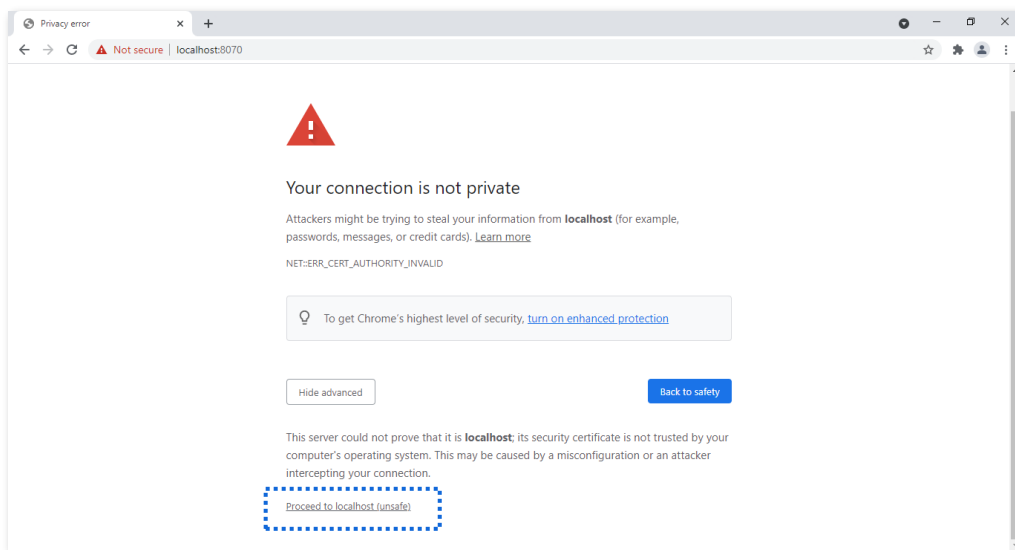 Privacy error
Not secure | localhost:8070
Your connection is not private
Attackers might be trying to steal your information from localhost (for example,
passwords, messages, or credit cards). Learn more
NET::ERR_CERT_AUTHORITY_INVALID
To get Chrome's highest level of security, turn on enhanced protection
Hide advanced
Back to safety
This server could not prove that it is localhost; its security certificate is not trusted by your
computer's operating system. This may be caused by a misconfiguration or an attacker
intercepting your connection.
Proceed to localhost (unsafe)